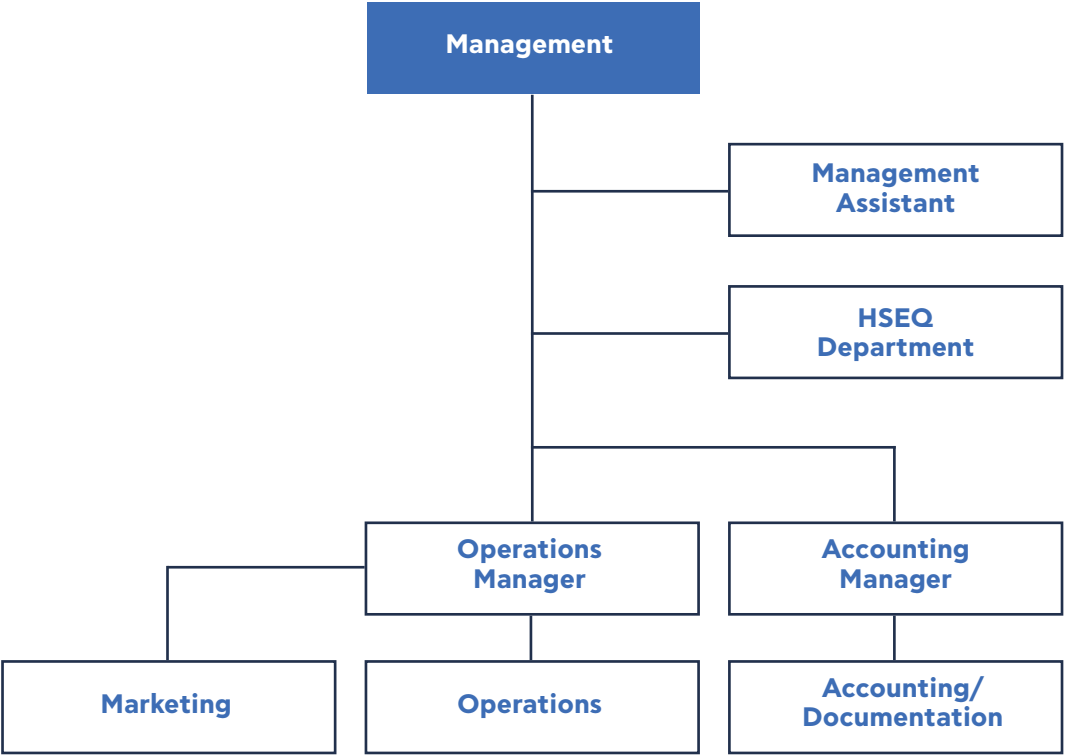 Management
Management
Assistant
HSEQ
Department
Operations
Manager
Accounting
Manager
Marketing
Operations
Accounting/
Documentation